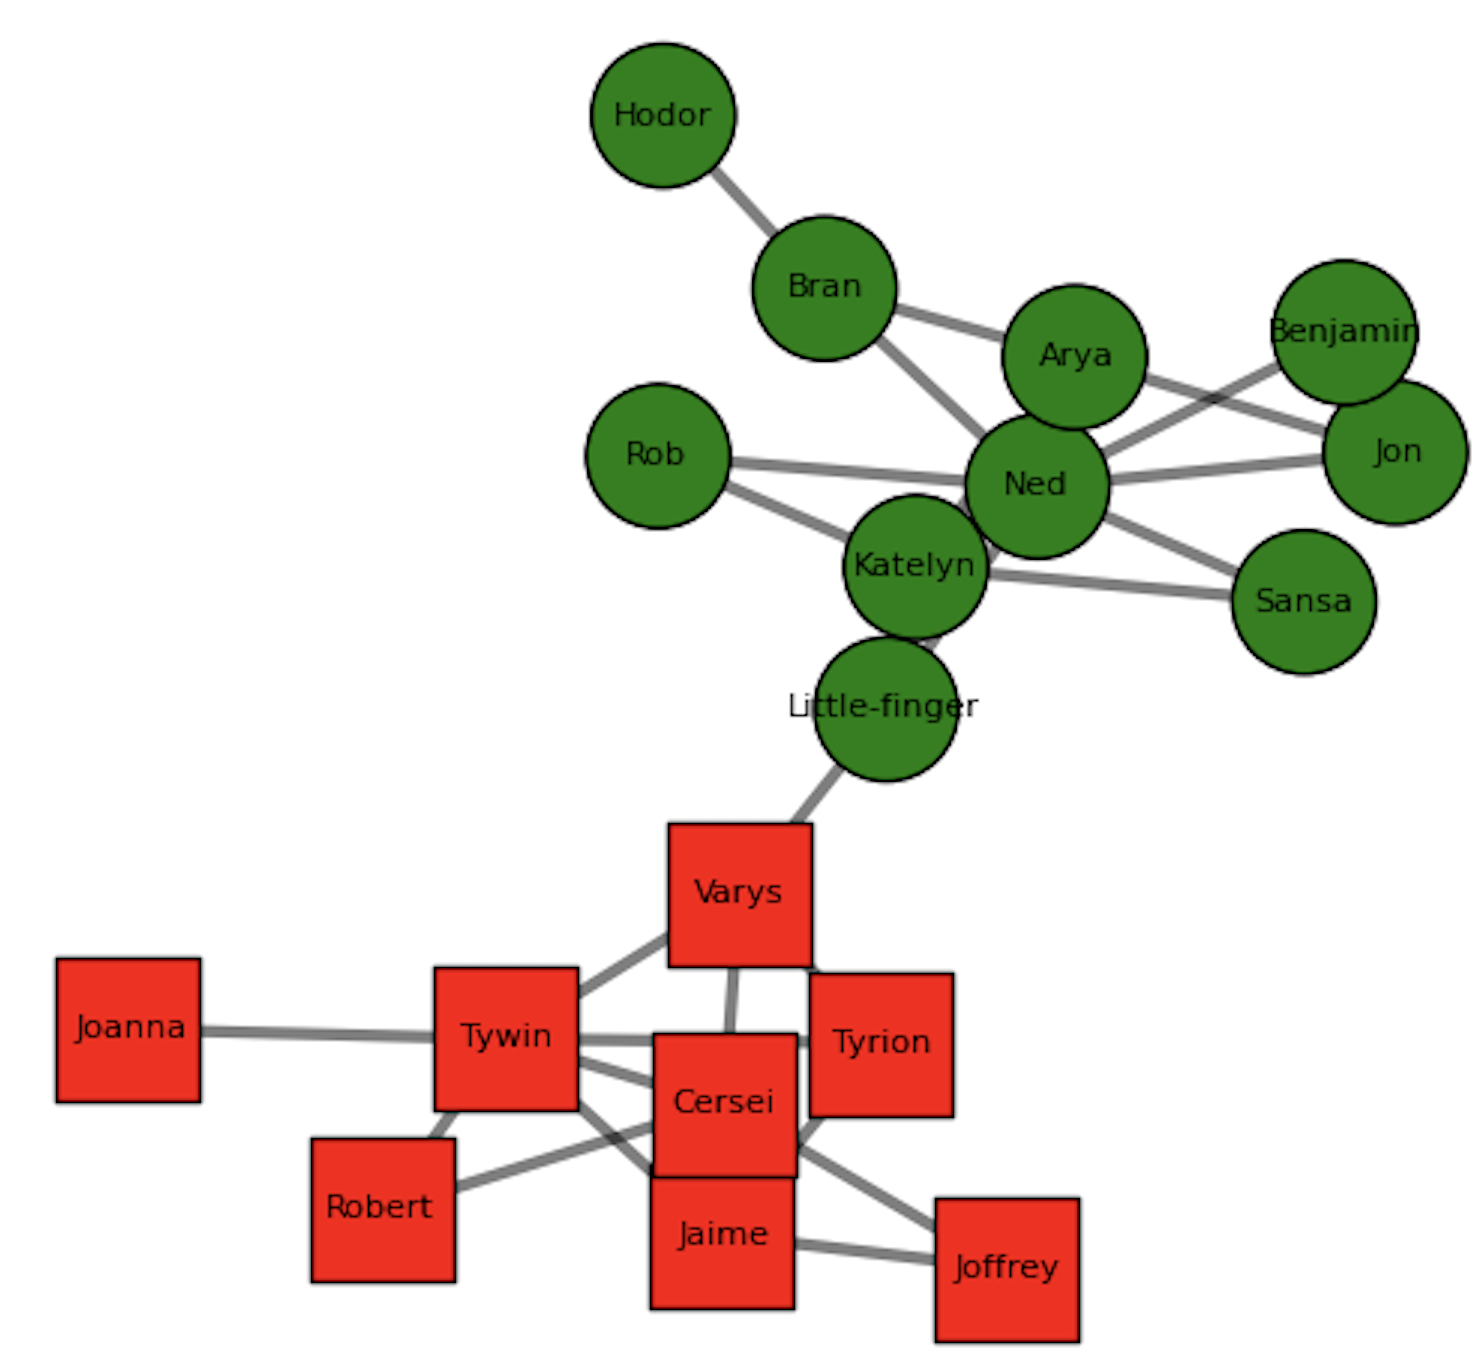 Hodor
Bran
Benjamin
Arya
Jon
Rob
Ned
Katelyn
Sansa
Little-finger
Varys
Joanna
Tywin
Tyrion
Cersei
Robert
Jaime
Joffrey